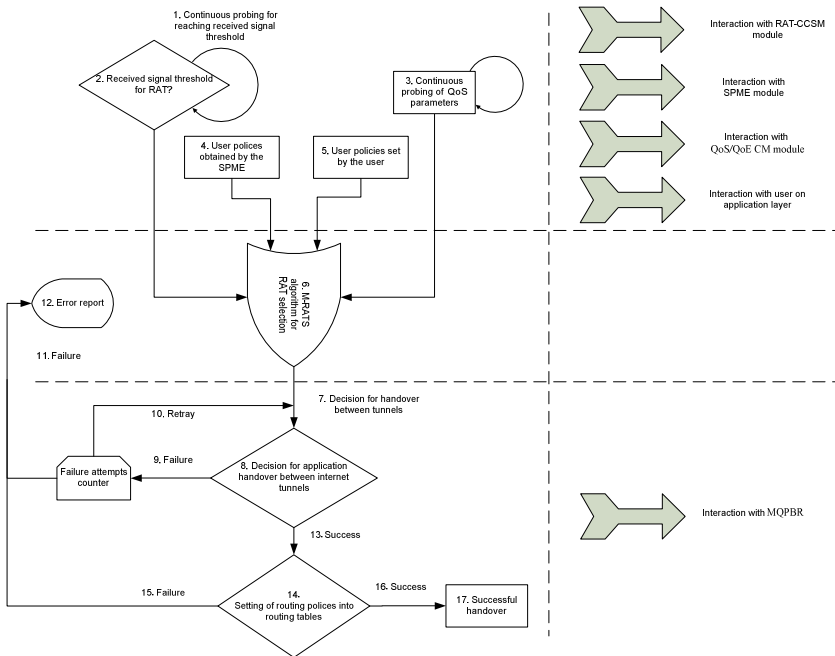 1. Continuous probing for
reaching received signal
threshold
2. Received signal threshold
for RAT?
3. Continuous
probing of QoS
parameters
4. User polices
obtained by the
SPME
5. User policies set
by the user
6. M-RATS
algorithm for
RAT selection
12. Error report
11. Failure
7. Decision for handover
between tunnels
10. Retray
9. Failure
Failure attempts
counter
8. Decision for application
handover between internet
tunnels
13. Success
14.
Setting of routing polices into
routing tables
15. Failure
16. Success
17. Successful
handover
Interaction with RAT-CCSM
module
Interaction with
SPME module
Interaction with
QoS/QoE CM module
Interaction with user on
application layer
Interaction with MQPBR